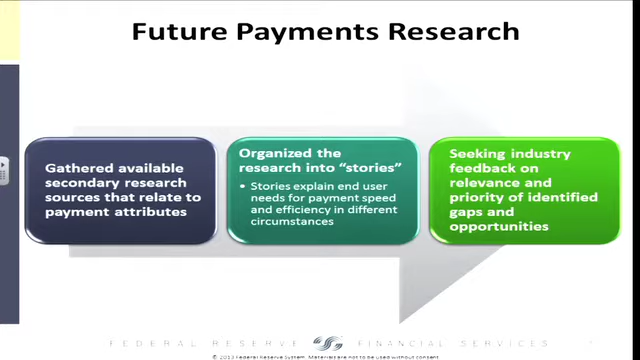 Future Payments Research
Gathered available
secondary research
sources that relate to
payment attributes
Organized the
research into “stories”
• Stories explain end user
needs for payment speed
and efficiency in different
circumstances
Seeking industry
feedback on
relevance and
priority of identified
gaps and
opportunities
FEDERAL RESERVE FINANCIAL SERVICES
© 2013 Federal Reserve System. Materials are not to be used without consent.